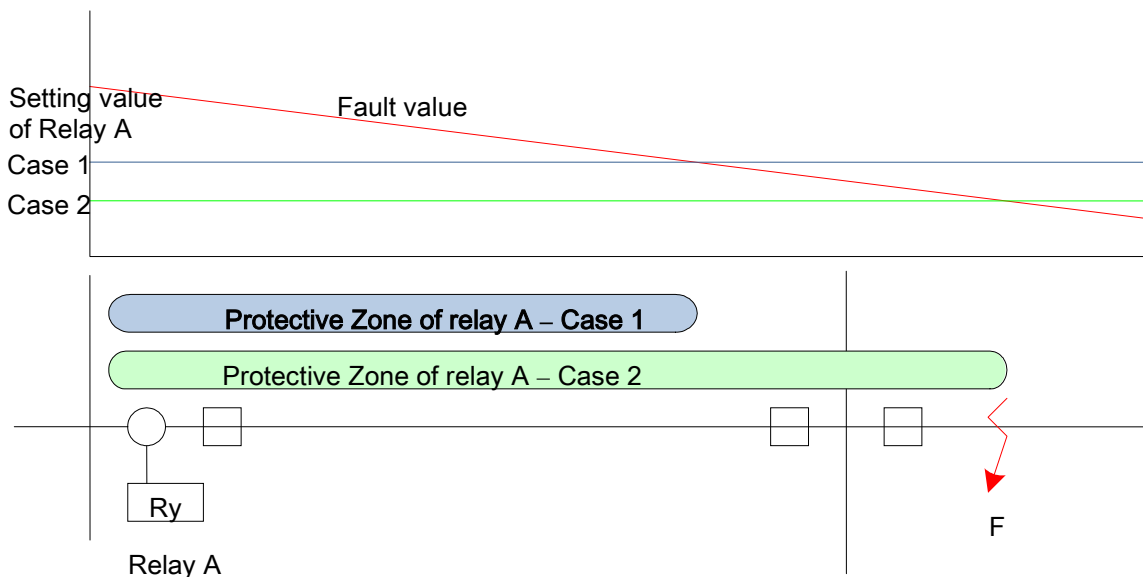 Setting value
of Relay A
Fault value
Case 1
Case 2
Protective Zone of relay A – Case 1
Protective Zone of relay A – Case 2
Ry
F
Relay A